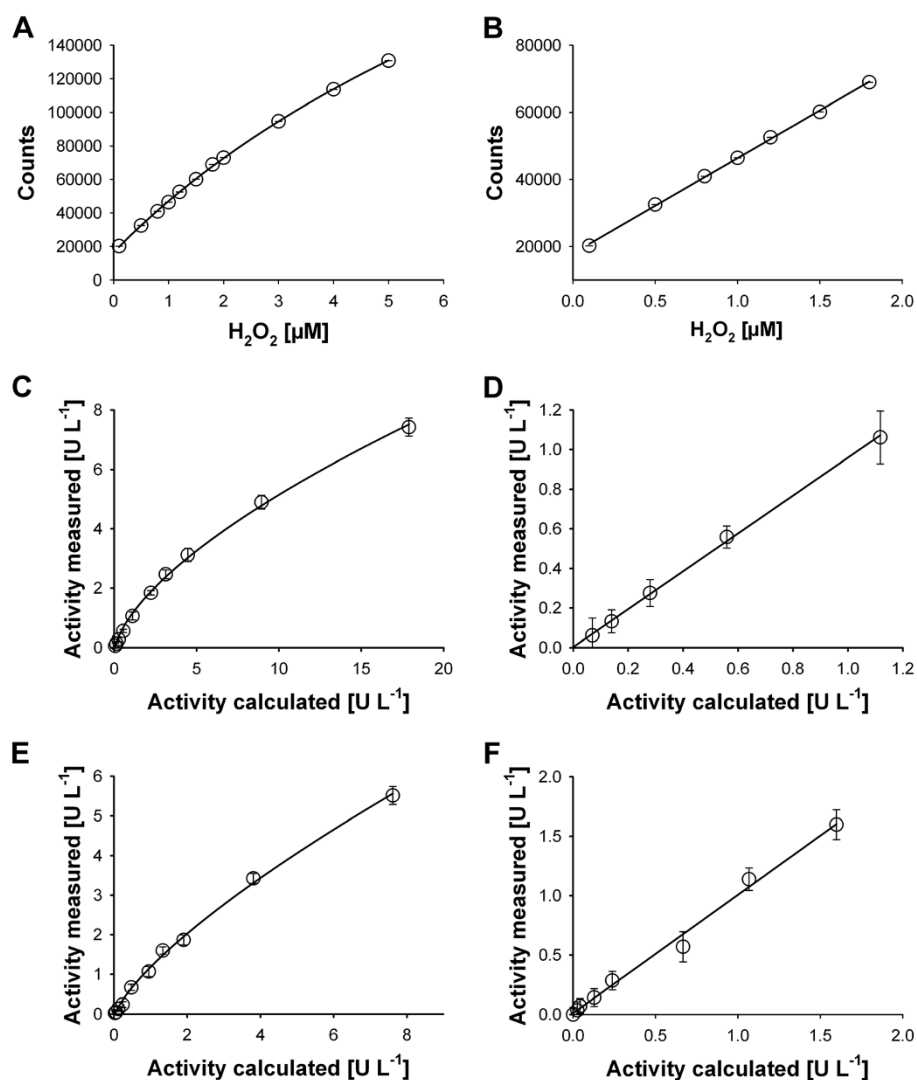 A
Counts
140000
120000
100000
80000
60000
40000
20000
0
0 1 2 3 4 5 6
H₂O₂ [µM]
B
Counts
80000
60000
40000
20000
0.0 0.5 1.0 1.5 2.0
H₂O₂ [µM]
C
Activity measured [U L⁻¹]
8
6
4
2
0
0 5 10 15 20
Activity calculated [U L⁻¹]
D
Activity measured [U L⁻¹]
1.2
1.0
0.8
0.6
0.4
0.2
0.0
0.0 0.2 0.4 0.6 0.8 1.0 1.2
Activity calculated [U L⁻¹]
E
Activity measured [U L⁻¹]
6
5
4
3
2
1
0
0 2 4 6 8
Activity calculated [U L⁻¹]
F
Activity measured [U L⁻¹]
2.0
1.5
1.0
0.5
0.0
0.0 0.5 1.0 1.5 2.0
Activity calculated [U L⁻¹]